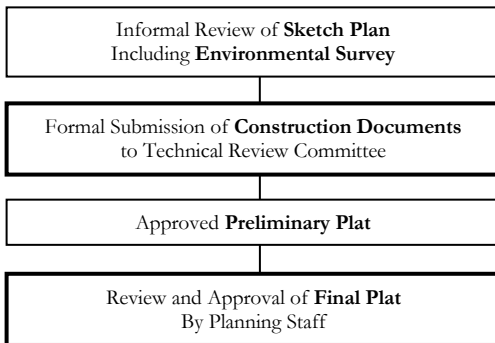 Informal Review of Sketch Plan
Including Environmental Survey
Formal Submission of Construction Documents
to Technical Review Committee
Approved Preliminary Plat
Review and Approval of Final Plat
By Planning Staff